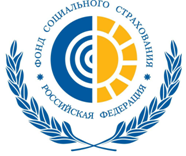 ФОНД СОЦИАЛЬНОГО СТРАХОВАНИЯ
РОССИЙСКАЯ ФЕДЕРАЦИЯ